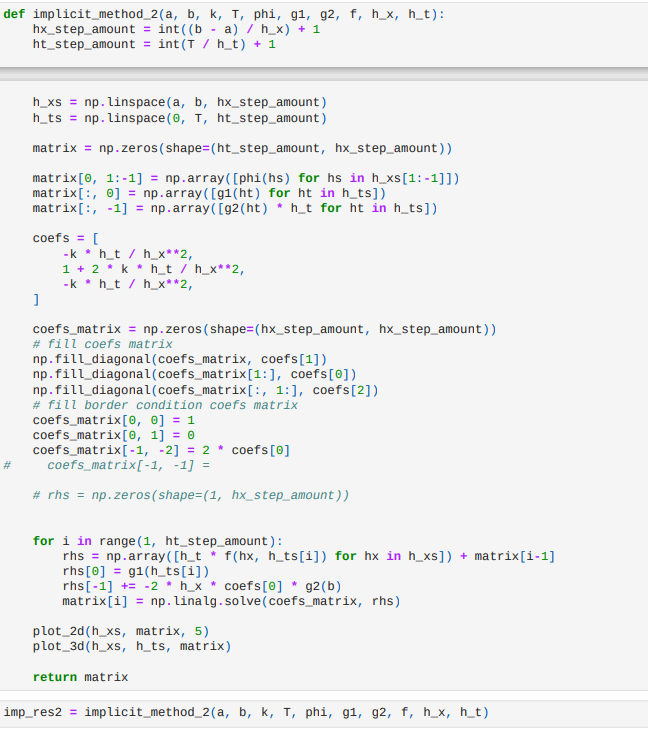 def implicit_method_2(a, b, k, T, phi, g1, g2, f, h_x, h_t):
    hx_step_amount = int((b - a) / h_x) + 1
    ht_step_amount = int(T / h_t) + 1
    h_xs = np.linspace(a, b, hx_step_amount)
    h_ts = np.linspace(0, T, ht_step_amount)
    matrix = np.zeros(shape=(ht_step_amount, hx_step_amount))
    matrix[0, 1:-1] = np.array([phi(hs) for hs in h_xs[1:-1]])
    matrix[:, 0] = np.array([g1(ht) for ht in h_ts])
    matrix[:, -1] = np.array([g2(ht) * h_t for ht in h_ts])
    coefs = [
        -k * h_t / h_x**2,
        1 + 2 * k * h_t / h_x**2,
        -k * h_t / h_x**2,
    ]
    coefs_matrix = np.zeros(shape=(hx_step_amount, hx_step_amount))
    # fill coefs matrix
    np.fill_diagonal(coefs_matrix, coefs[1])
    np.fill_diagonal(coefs_matrix[1:], coefs[0])
    np.fill_diagonal(coefs_matrix[:, 1:], coefs[2])
    # fill border condition coefs matrix
    coefs_matrix[0, 0] = 1
    coefs_matrix[0, 1] = 0
    coefs_matrix[-1, -2] = 2 * coefs[0]
#     coefs_matrix[-1, -1] =
    # rhs = np.zeros(shape=(1, hx_step_amount))
    for i in range(1, ht_step_amount):
        rhs = np.array([h_t * f(hx, h_ts[i]) for hx in h_xs]) + matrix[i-1]
        rhs[0] = g1(h_ts[i])
        rhs[-1] += -2 * h_x * coefs[0] * g2(b)
        matrix[i] = np.linalg.solve(coefs_matrix, rhs)
    plot_2d(h_xs, matrix, 5)
    plot_3d(h_xs, h_ts, matrix)
    return matrix
imp_res2 = implicit_method_2(a, b, k, T, phi, g1, g2, f, h_x, h_t)